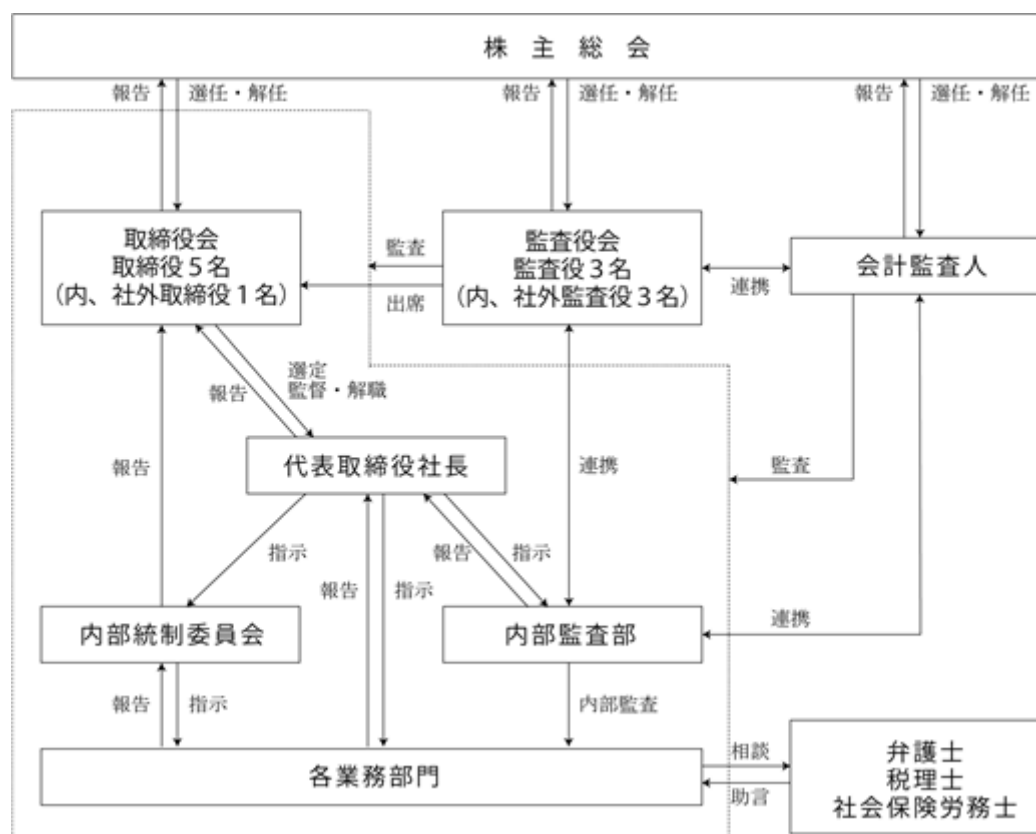 株主総会
報告
選任・解任
報告
選任・解任
報告
選任・解任
取締役会
取締役5名
(内、社外取締役1名)
監査
出席
監査役会
監査役3名
(内、社外監査役3名)
連携
会計監査人
報告
選定
監督・解職
代表取締役社長
報告
連携
監査
指示
報告
指示
報告
指示
内部統制委員会
内部監査部
連携
報告
指示
内部監査
各業務部門
相談
助言
弁護士
税理士
社会保険労務士